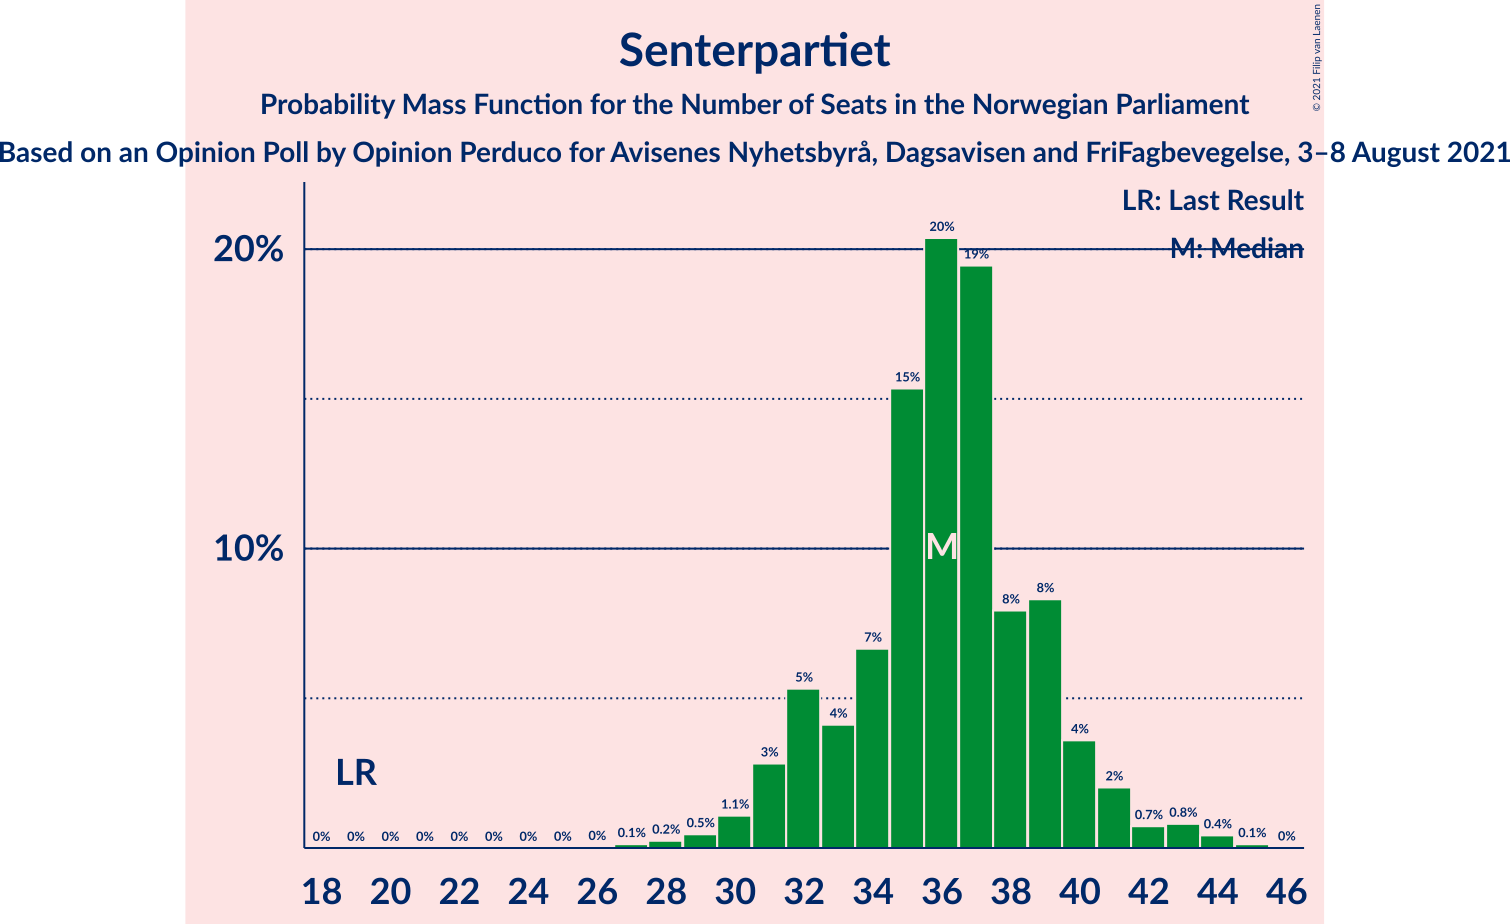 Senterpartiet
Probability Mass Function for the Number of Seats in the Norwegian Parliament
Based on an Opinion Poll by Opinion Perduco for Avisenes Nyhetsbyrå, Dagsavisen and FriFagbevegelse, 3–8 August 2021
© 2021 Filip van Laenen
LR: Last Result
M: Median
20%
10%
20%
19%
15%
M
8%
8%
7%
5%
4%
4%
3%
2%
LR
1.1%
0.7%
0.8%
0.5%
0.4%
0% 0% 0% 0% 0% 0% 0% 0% 0% 0.1% 0.2% 0.1% 0%
18 20 22 24 26 28 30 32 34 36 38 40 42 44 46